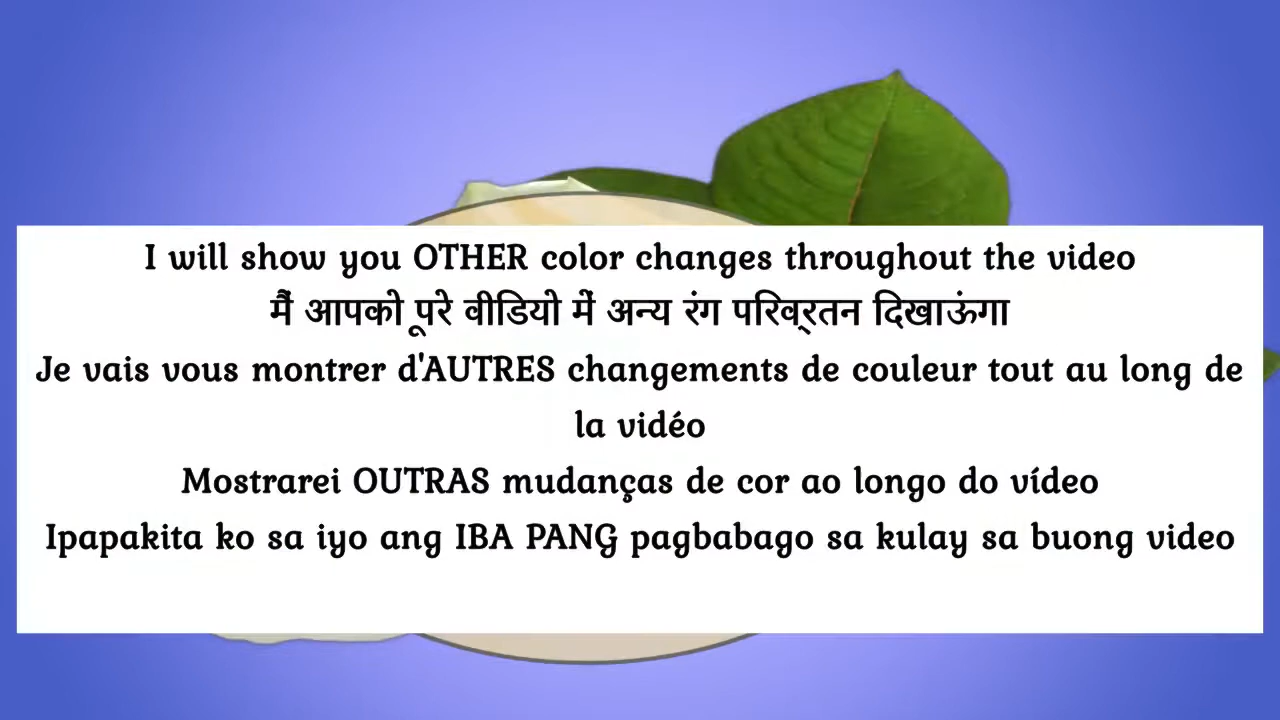 I will show you OTHER color changes throughout the video
मैं आपको पूरे वीडियो में अन्य रंग परिव्रतन दिखाऊंगा
Je vais vous montrer d'AUTRES changements de couleur tout au long de
la vidéo
Mostrarei OUTRAS mudanças de cor ao longo do vídeo
Ipapakita ko sa iyo ang IBA PANG pagbabago sa kulay sa buong video